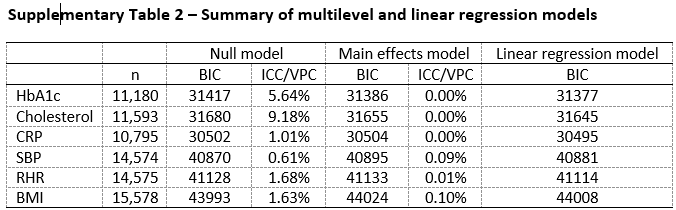 Supplementary Table 2 – Summary of multilevel and linear regression models
Null model Main effects model Linear regression model
n BIC ICC/VPC BIC ICC/VPC BIC
HbA1c 11,180 31417 5.64% 31386 0.00% 31377
Cholesterol 11,593 31680 9.18% 31655 0.00% 31645
CRP 10,795 30502 1.01% 30504 0.00% 30495
SBP 14,574 40870 0.61% 40895 0.09% 40881
RHR 14,575 41128 1.68% 41133 0.01% 41114
BMI 15,578 43993 1.63% 44024 0.10% 44008